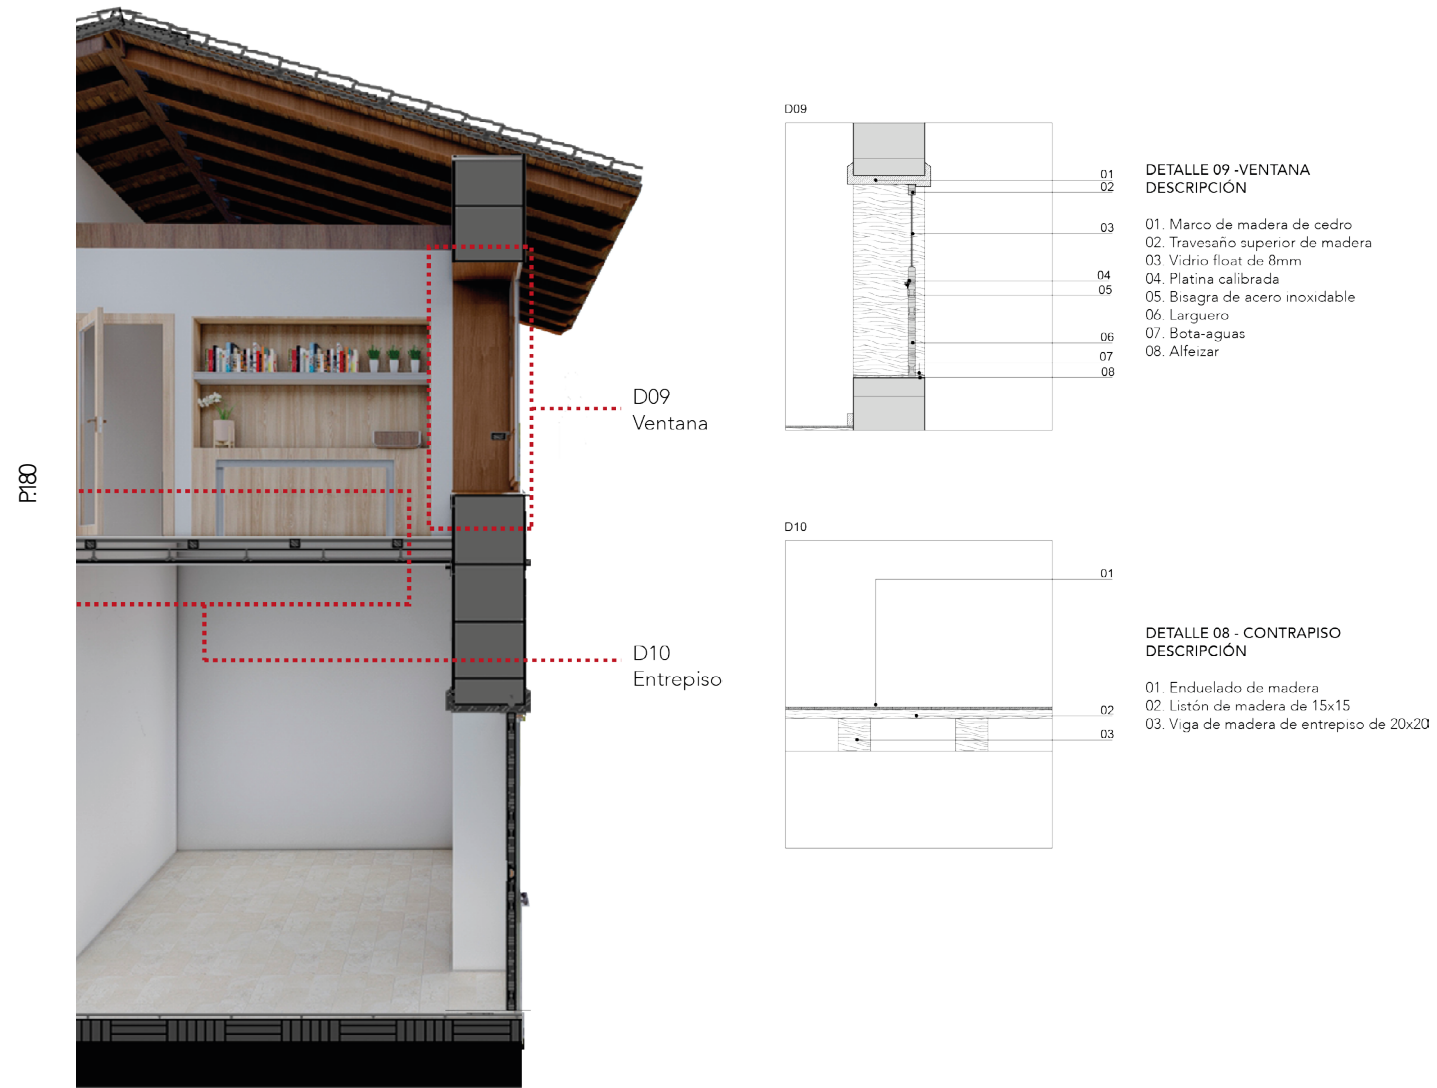 P.180
D09
Ventana
D10
Entrepiso
D09
01
02
03
04
05
06
07
08
DETALLE 09 -VENTANA
DESCRIPCIÓN
01. Marco de madera de cedro
02. Travesaño superior de madera
03. Vidrio float de 8mm
04. Platina calibrada
05. Bisagra de acero inoxidable
06. Larguero
07. Bota-aguas
08. Alfeizar
D10
01
02
03
DETALLE 08 - CONTRAPISO
DESCRIPCIÓN
01. Enduelado de madera
02. Listón de madera de 15x15
03. Viga de madera de entrepiso de 20x20